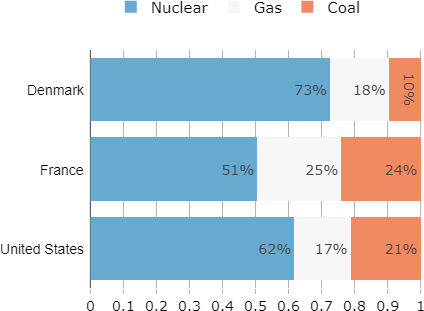 Nuclear Gas Coal
Denmark 73% 18% 10%
France 51% 25% 24%
United States 62% 17% 21%
0 0.1 0.2 0.3 0.4 0.5 0.6 0.7 0.8 0.9 1